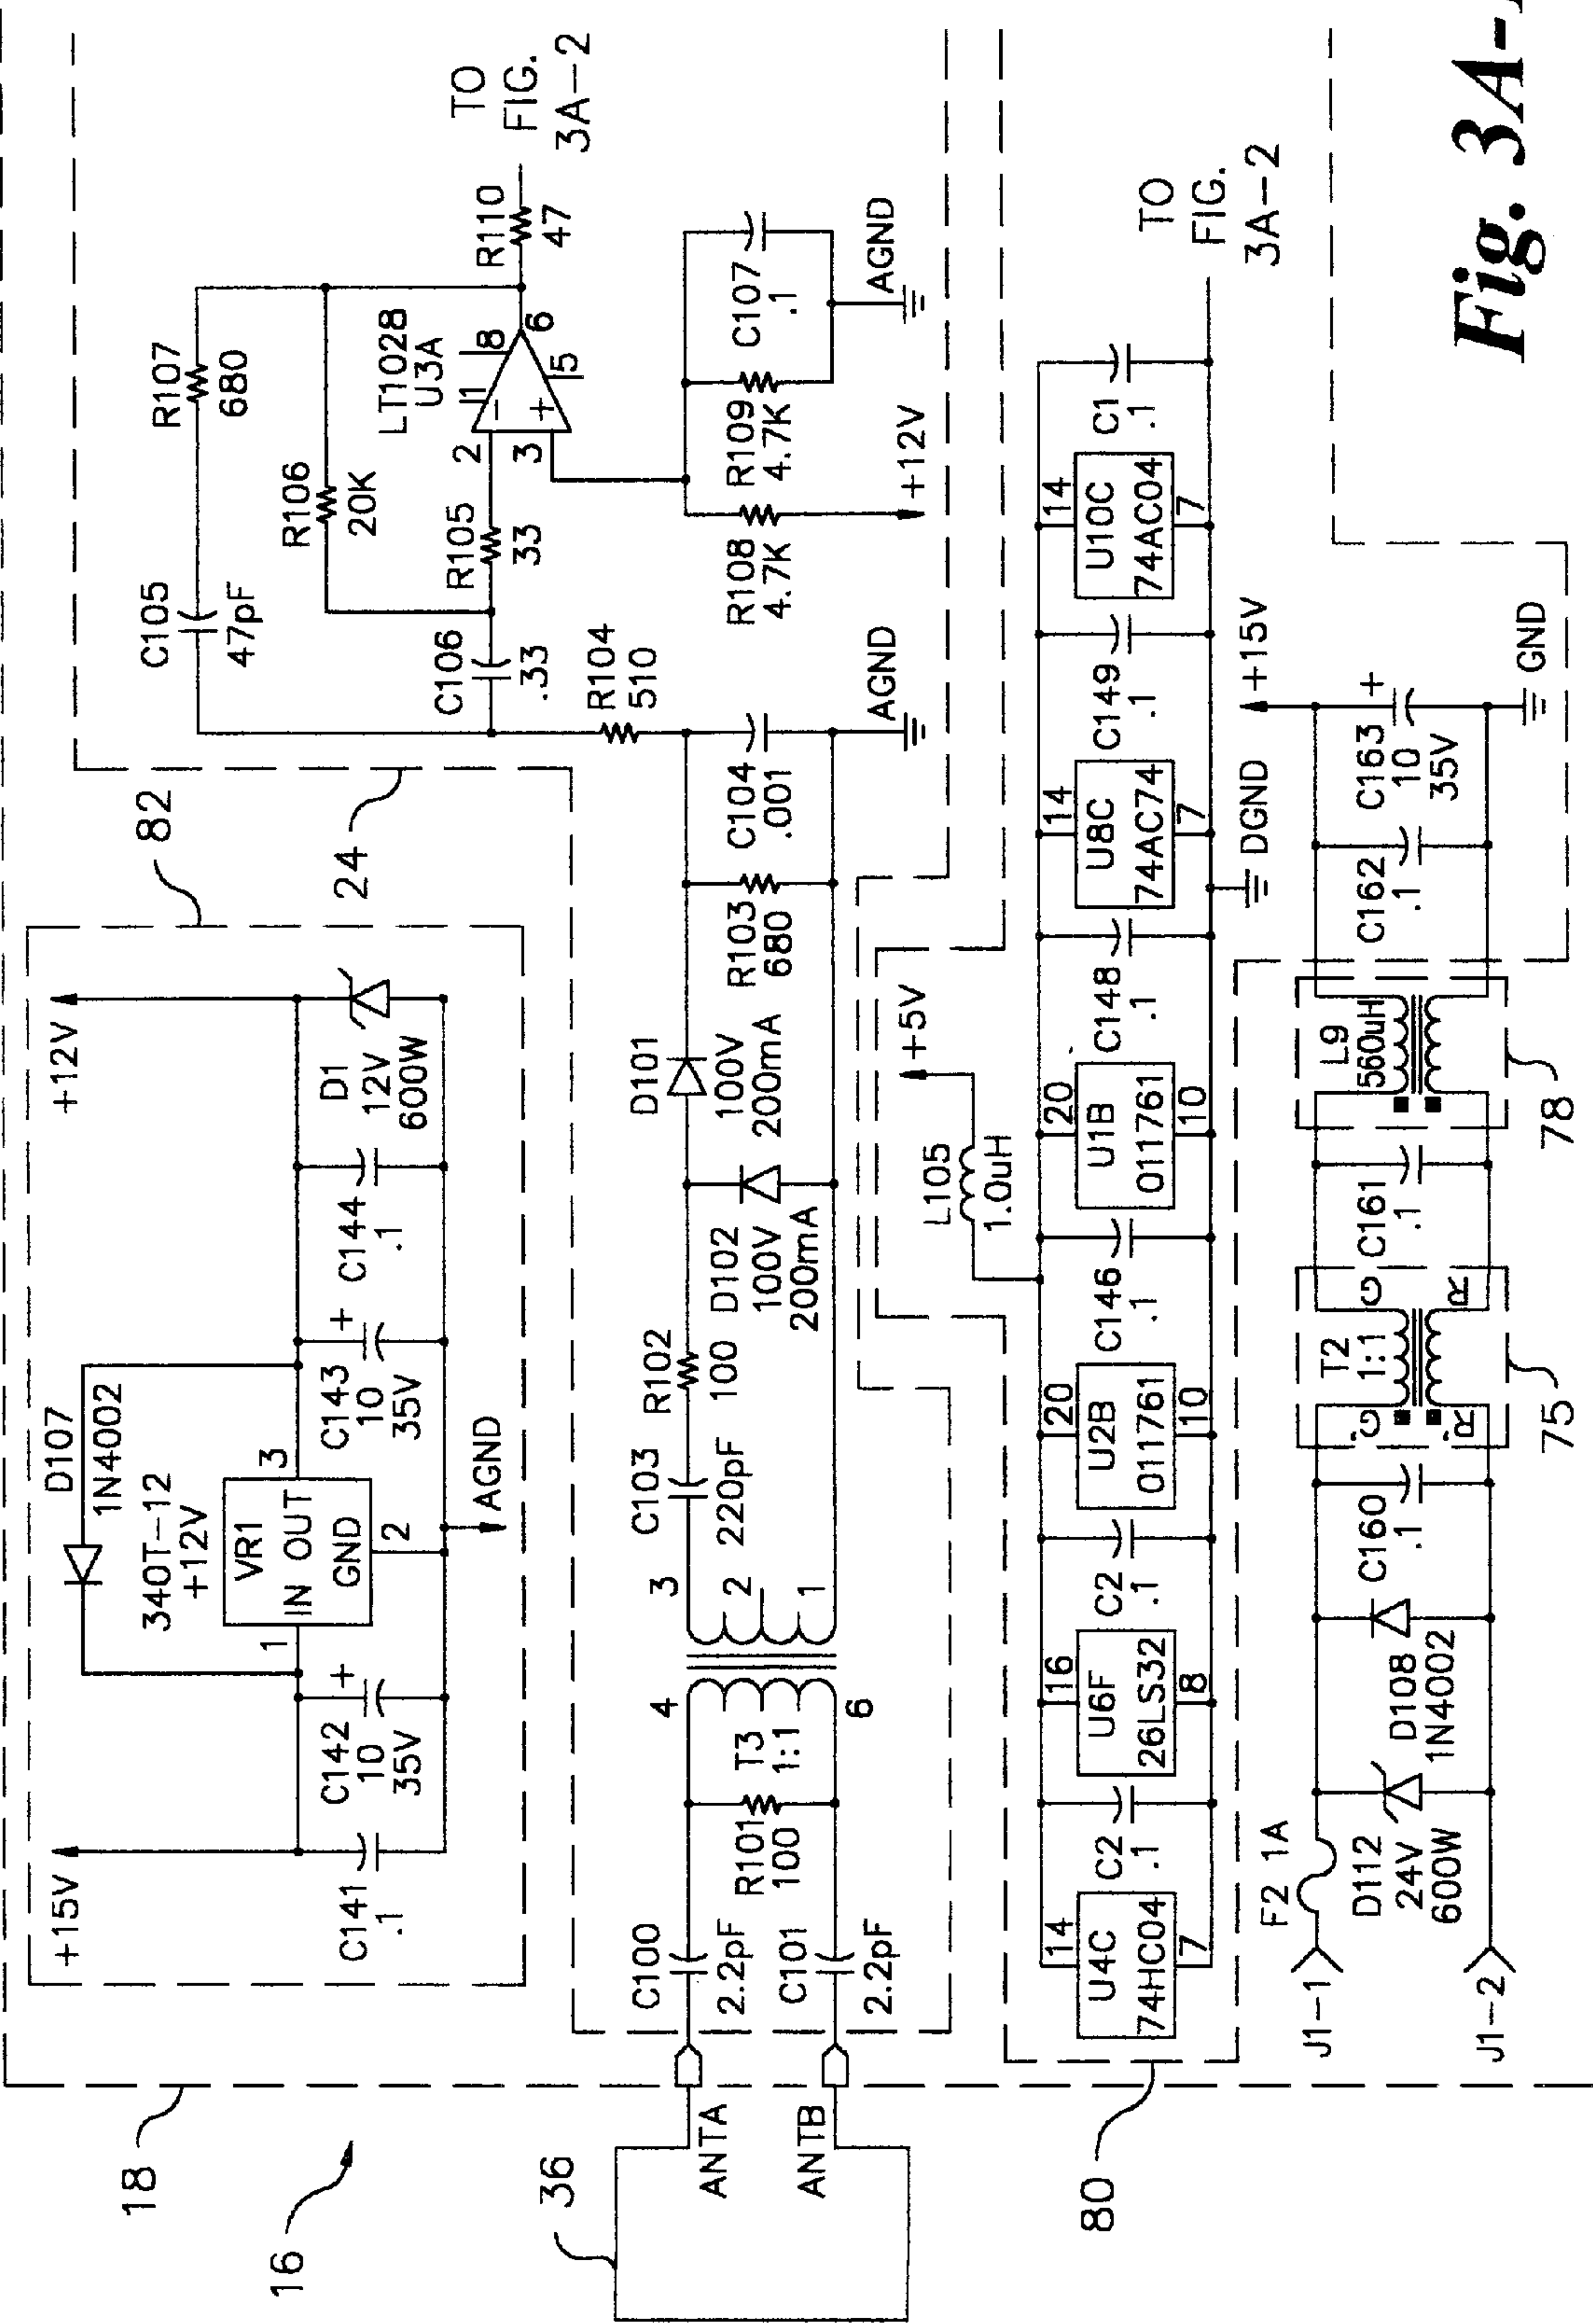 18
16
36
ANTA
ANTB
80
+15V
C141
.1
C142
10
35V
+
1
VR1
IN OUT
GND
2
3
340T-12
+12V
D107
1N4002
C143
10
35V
+
AGND
C144
.1
+12V
D1
12V
600W
82
24
C100
2.2pF
C101
2.2pF
R101
100
T3
1:1
4
6
3
2
1
C103
220pF
R102
100
D102
100V
200mA
D101
100V
200mA
R103
680
C104
.001
AGND
R104
510
C106
.33
C105
47pF
R107
680
R106
20K
R105
33
2
3
LT1028
U3A
1
8
-
+
5
6
R110
47
TO
FIG.
3A-2
R108
4.7K
+12V
R109
4.7K
C107
.1
AGND
L105
1.0uH
+5V
14
U4C
74HC04
7
C2
.1
16
U6F
26LS32
8
C2
.1
20
U2B
011761
10
C146
.1
20
U1B
011761
10
C148
.1
14
U8C
74AC74
7
DGND
C149
.1
14
U10C
74AC04
7
C1
.1
TO
FIG.
3A-2
J1-1
J1-2
F2 1A
D112
24V
600W
D108
1N4002
C160
.1
T2
1:1
G
G
R
R
75
C161
.1
L9
560uH
78
C162
.1
C163
10
35V
+
+15V
GND
Fig. 3A-